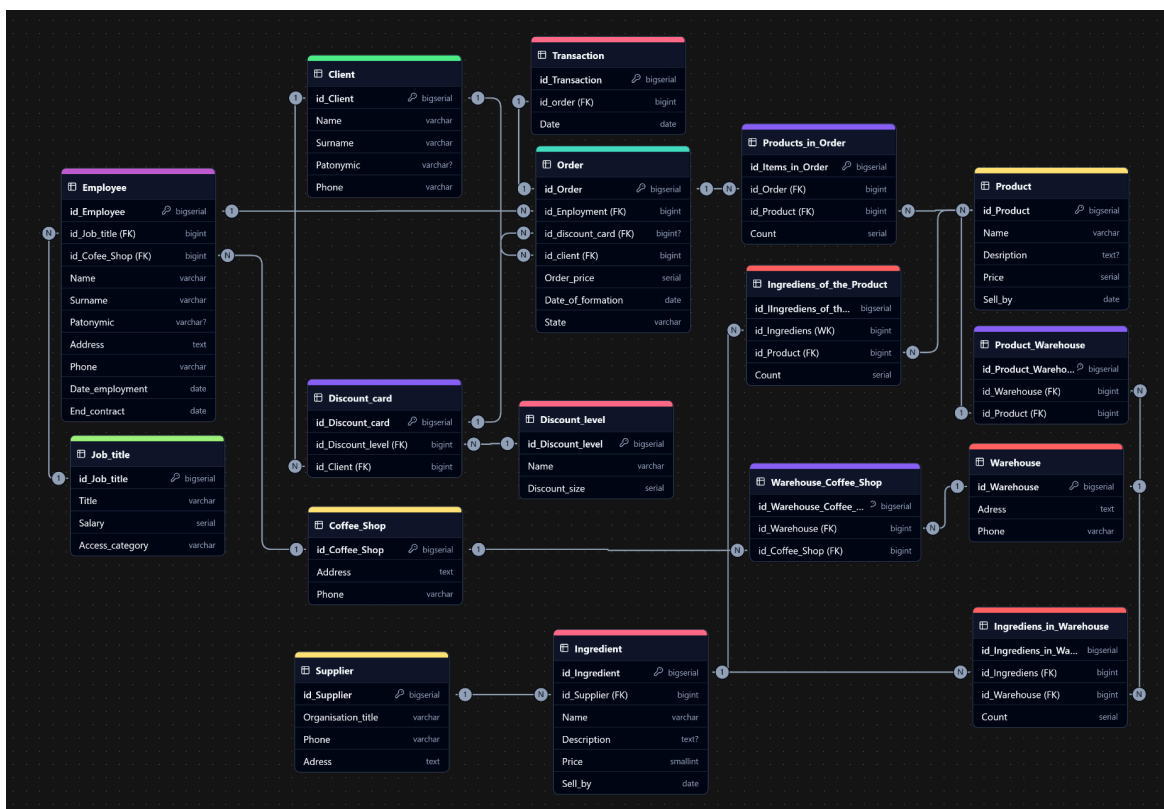 Transaction
id_Transaction bigserial
id_order (FK) bigint
Date date
Client
id_Client bigserial
Name varchar
Surname varchar
Patonymic varchar?
Phone varchar
Order
id_Order bigserial
id_Enployment (FK) bigint
id_discount_card (FK) bigint?
id_client (FK) bigint
Order_price serial
Date_of_formation date
State varchar
Products_in_Order
id_Items_in_Order bigserial
id_Order (FK) bigint
id_Product (FK) bigint
Count serial
Product
id_Product bigserial
Name varchar
Desription text?
Price serial
Sell_by date
Employee
id_Employee bigserial
id_Job_title (FK) bigint
id_Cofee_Shop (FK) bigint
Name varchar
Surname varchar
Patonymic varchar?
Address text
Phone varchar
Date_employment date
End_contract date
Ingrediens_of the_Product
id_IIngrediens_of_th... bigserial
id_Ingrediens (WK) bigint
id_Product (FK) bigint
Count serial
Product_Warehouse
id_Product_Wareho... bigserial
id_Warehouse (FK) bigint
id_Product (FK) bigint
Discount_card
id_Discount_card bigserial
id_Discount_level (FK) bigint
id_Client (FK) bigint
Discount_level
id_Discount_level bigserial
Name varchar
Discount_size serial
Job_title
id_Job_title bigserial
Title varchar
Salary serial
Access_category varchar
Warehouse_Coffee_Shop
id_Warehouse_Coffee_... bigserial
id_Warehouse (FK) bigint
id_Coffee_Shop (FK) bigint
Warehouse
id_Warehouse bigserial
Adress text
Phone varchar
Coffee_Shop
id_Coffee_Shop bigserial
Address text
Phone varchar
Supplier
id_Supplier bigserial
Organisation_title varchar
Phone varchar
Adress text
Ingredient
id_Ingredient bigserial
id_Supplier (FK) bigint
Name varchar
Description text?
Price smallint
Sell_by date
Ingrediens_in_Warehouse
id_Ingrediens_in_Wa... bigserial
id_Ingrediens (FK) bigint
id_Warehouse (FK) bigint
Count serial